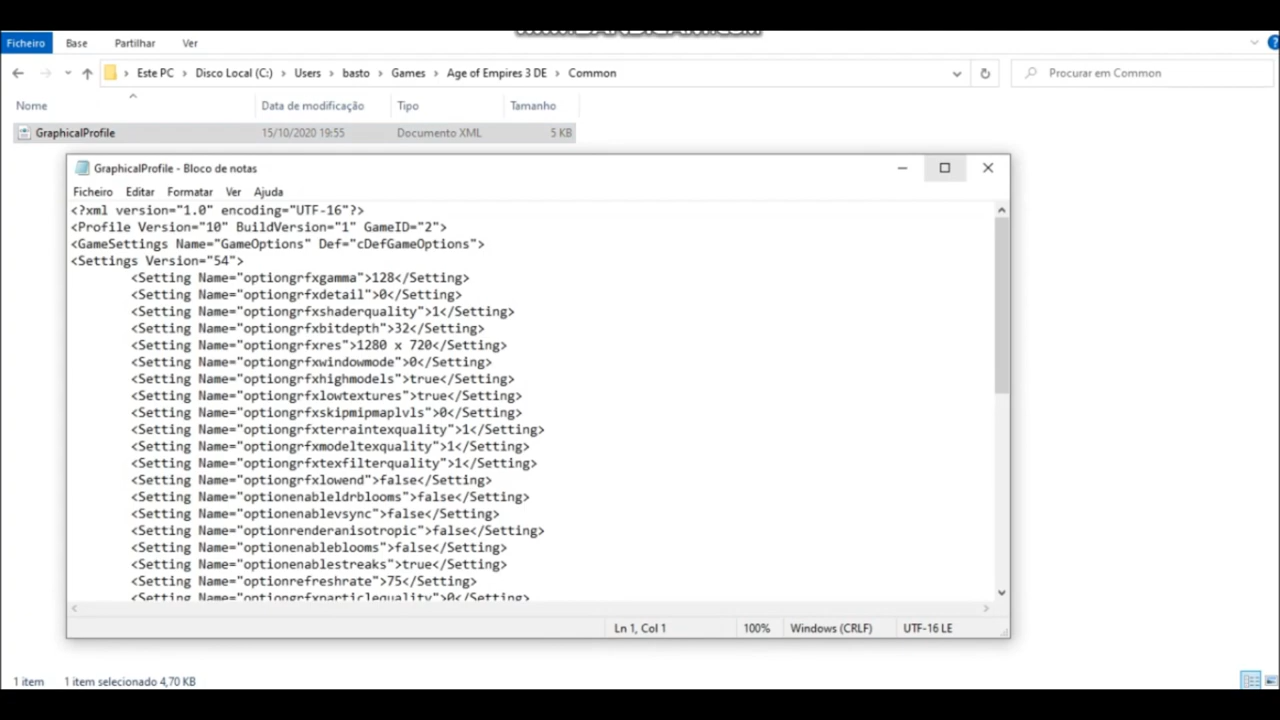 Ficheiro Base Partilhar Ver
Este PC Disco Local (C:) Users basto Games Age of Empires 3 DE Common Procurar em Common
Nome Data de modificação Tipo Tamanho
GraphicalProfile 15/10/2020 19:55 Documento XML 5 KB
GraphicalProfile - Bloco de notas
Ficheiro Editar Formatar Ver Ajuda
<?xml version="1.0" encoding="UTF-16"?>
<Profile Version="10" BuildVersion="1" GameID="2">
<GameSettings Name="GameOptions" Def="cDefGameOptions">
<Settings Version="54">
<Setting Name="optiongrfxgamma">128</Setting>
<Setting Name="optiongrfxdetail">0</Setting>
<Setting Name="optiongrfxshaderquality">1</Setting>
<Setting Name="optiongrfxbitdepth">32</Setting>
<Setting Name="optiongrfxres">1280 x 720</Setting>
<Setting Name="optiongrfxwindowmode">0</Setting>
<Setting Name="optiongrfxhighmodels">true</Setting>
<Setting Name="optiongrfxlowtextures">true</Setting>
<Setting Name="optiongrfxskipmipmaplvls">0</Setting>
<Setting Name="optiongrfxterraintexquality">1</Setting>
<Setting Name="optiongrfxmodeltexquality">1</Setting>
<Setting Name="optiongrfxtexfilterquality">1</Setting>
<Setting Name="optiongrfxlowend">false</Setting>
<Setting Name="optionenableldrblooms">false</Setting>
<Setting Name="optionenablevsync">false</Setting>
<Setting Name="optionrenderanisotropic">false</Setting>
<Setting Name="optionenableblooms">false</Setting>
<Setting Name="optionenablestreaks">true</Setting>
<Setting Name="optionrefreshrate">75</Setting>
<Setting Name="optiongrfxparticlequality">0</Setting>
Ln 1, Col 1 100% Windows (CRLF) UTF-16 LE
1 item 1 item selecionado 4,70 KB